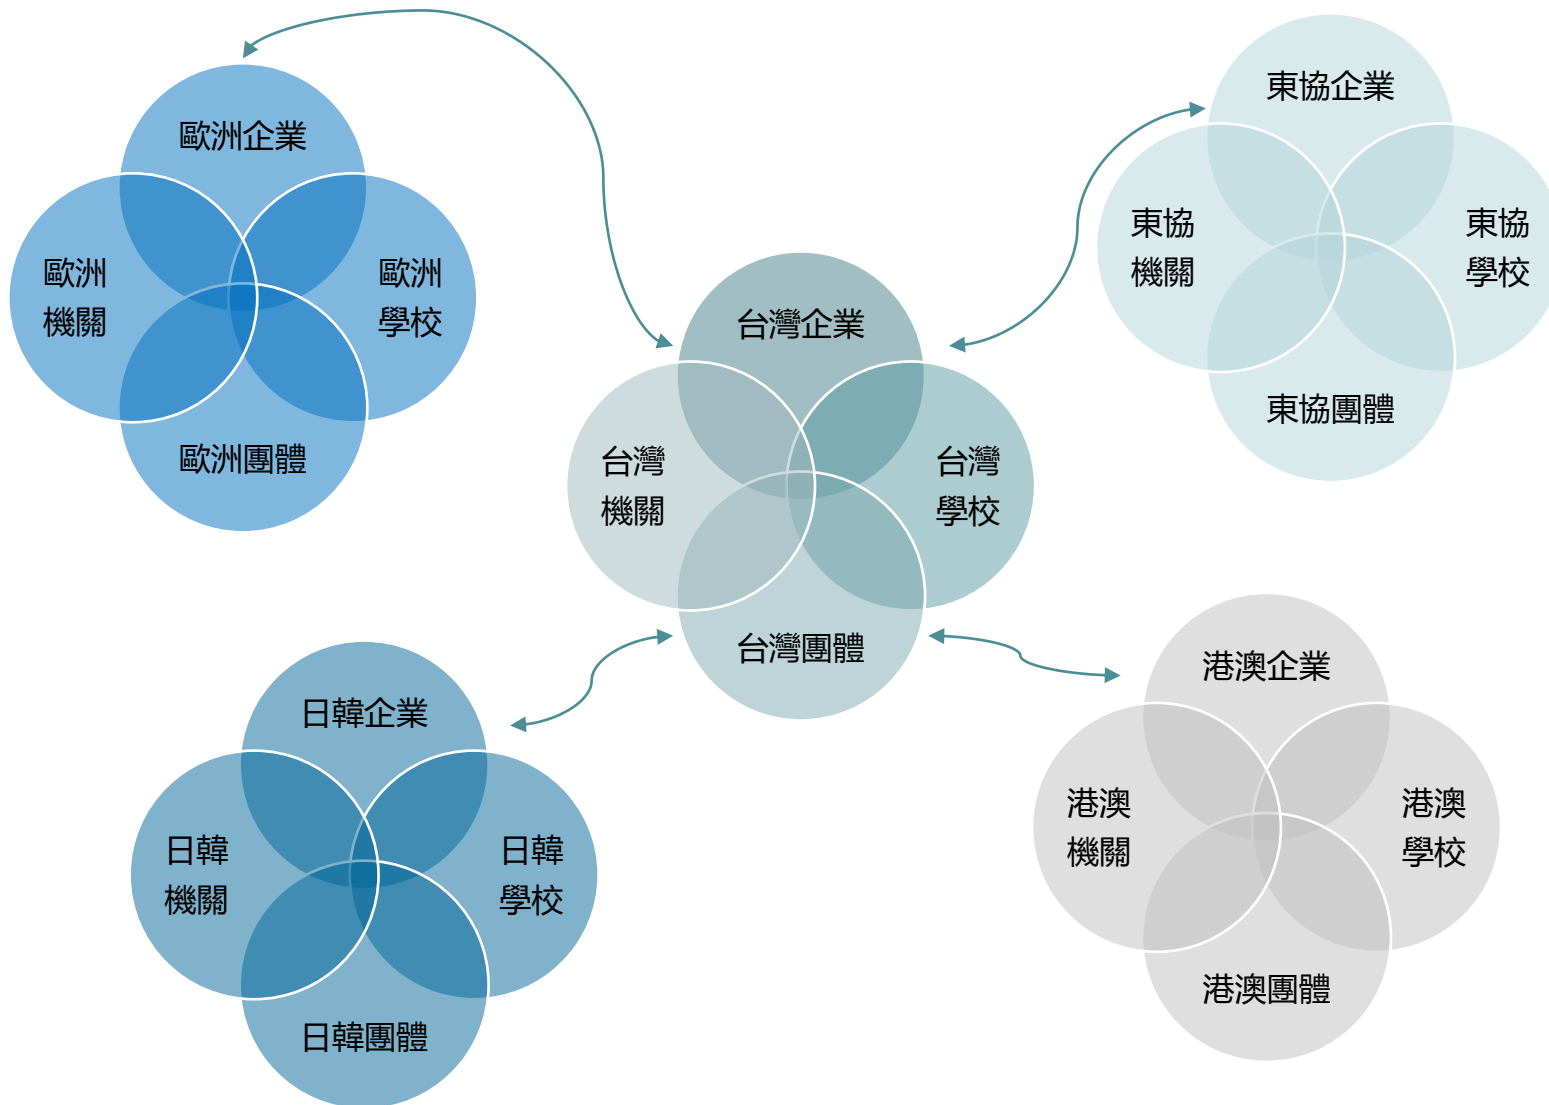 歐洲企業
歐洲
機關
歐洲
學校
歐洲團體
東協企業
東協
機關
東協
學校
東協團體
台灣企業
台灣
機關
台灣
學校
台灣團體
日韓企業
日韓
機關
日韓
學校
日韓團體
港澳企業
港澳
機關
港澳
學校
港澳團體